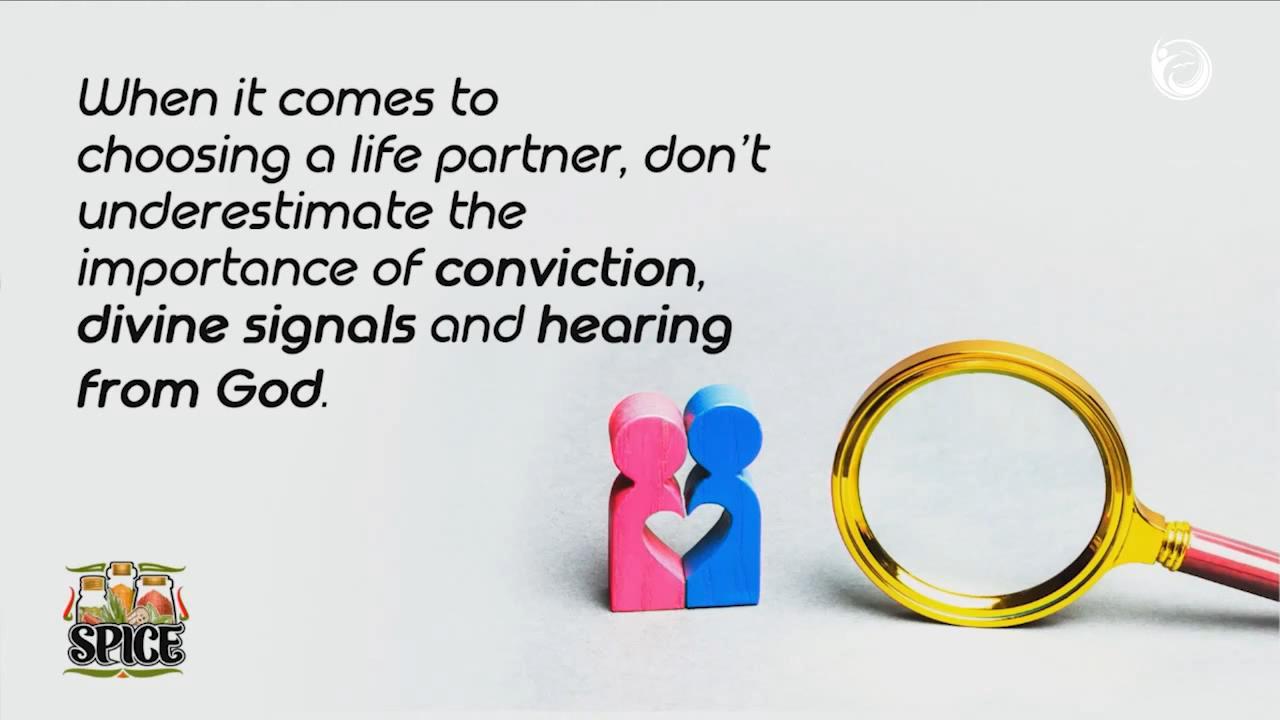 When it comes to
choosing a life partner, don't
underestimate the
importance of conviction,
divine signals and hearing
from God.
SPICE